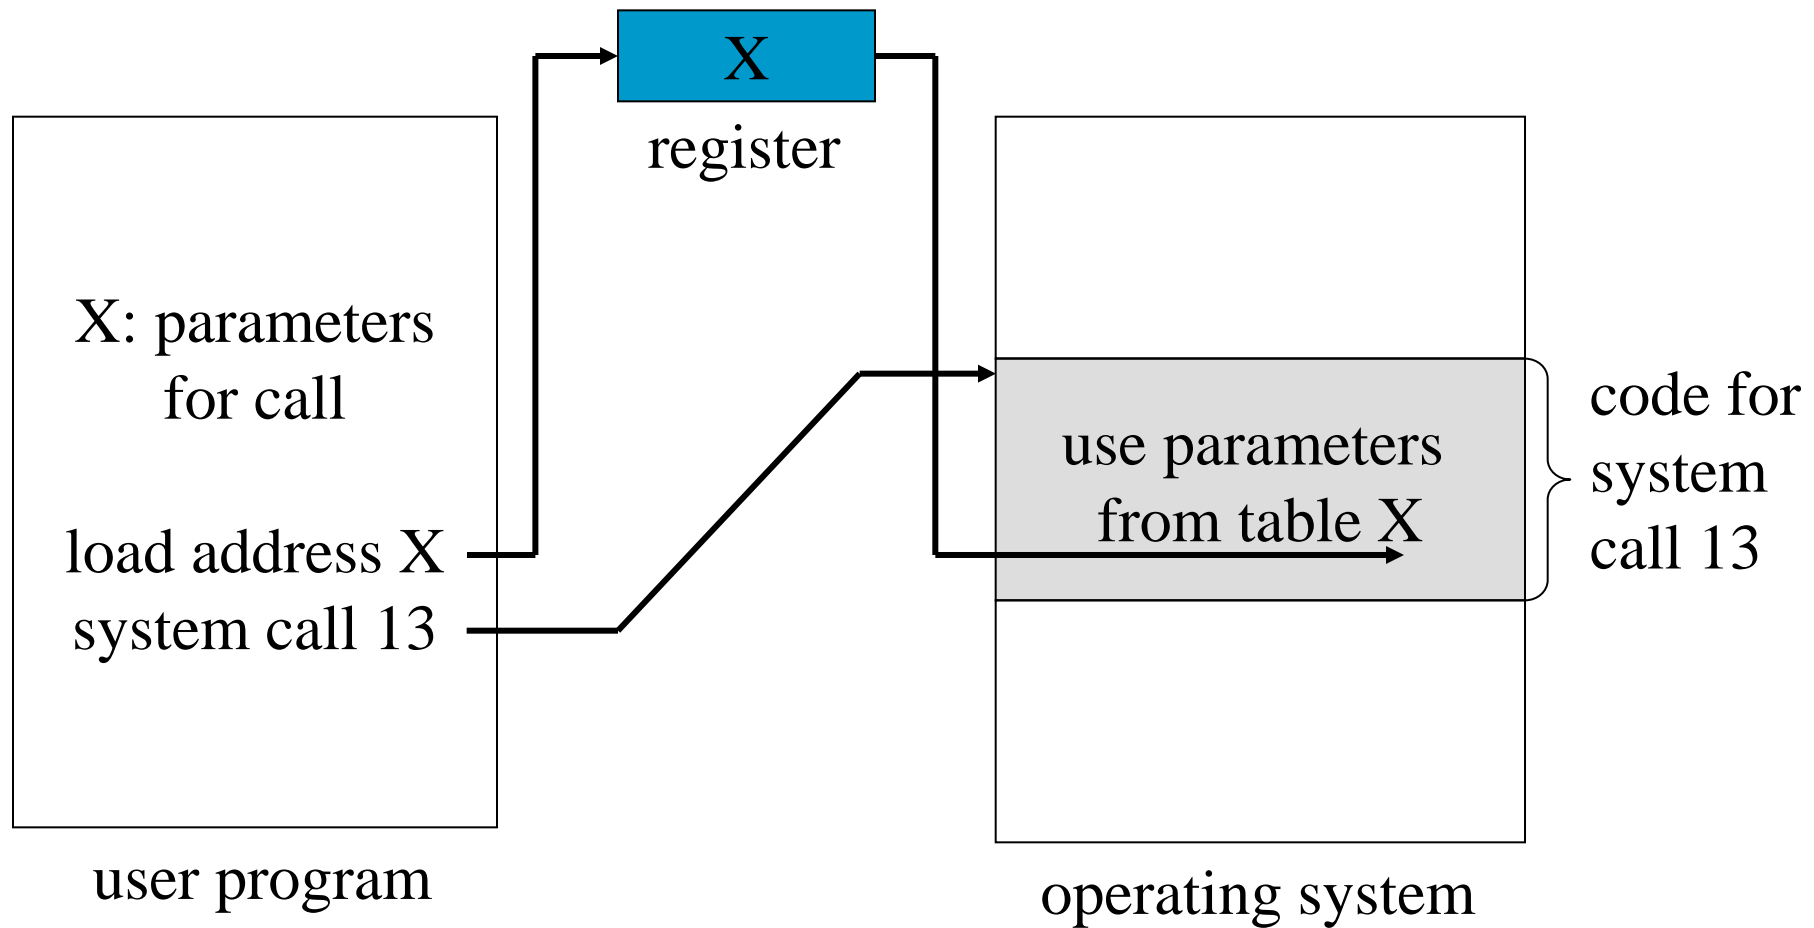 X
register
X: parameters
for call
load address X
system call 13
use parameters
from table X
code for
system
call 13
user program
operating system